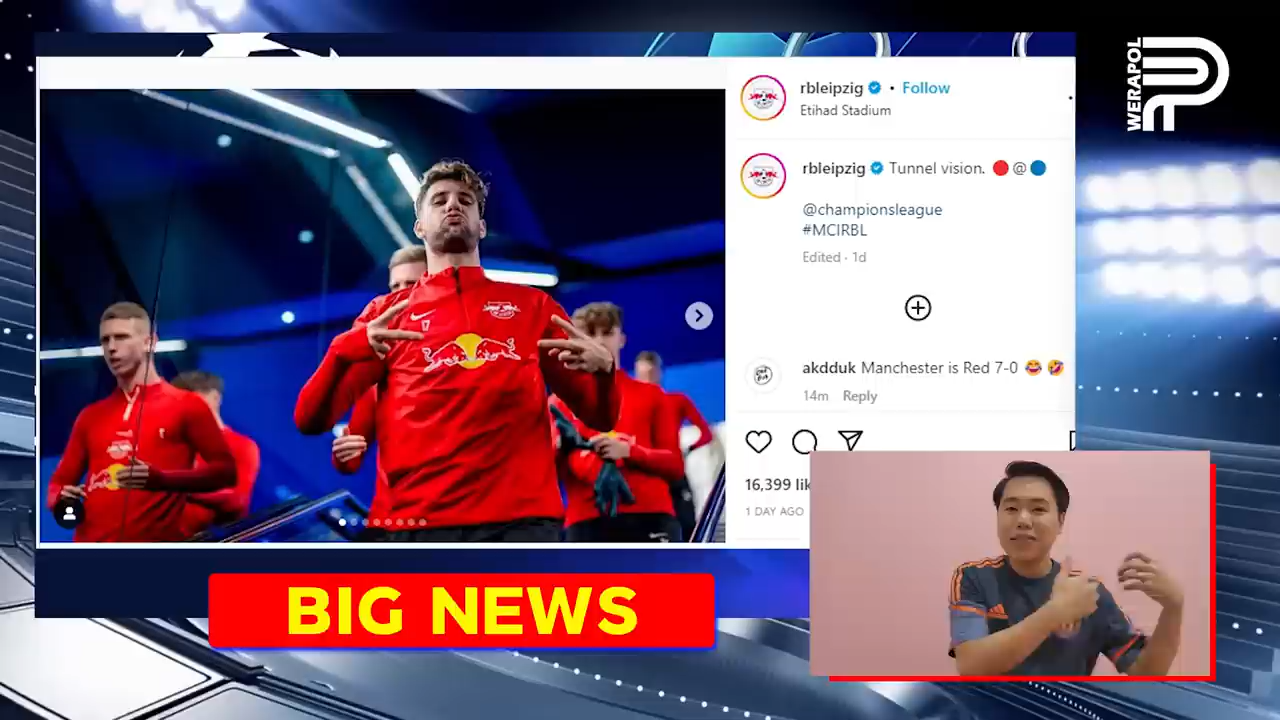 WERAPOL
rbleipzig • Follow
Etihad Stadium
rbleipzig Tunnel vision. 🔴 @ 🔵
@championsleague
#MCIRBL
Edited · 1d
akdduk Manchester is Red 7-0 😂 🤣
14m Reply
16,399 lik
1 DAY AGO
BIG NEWS